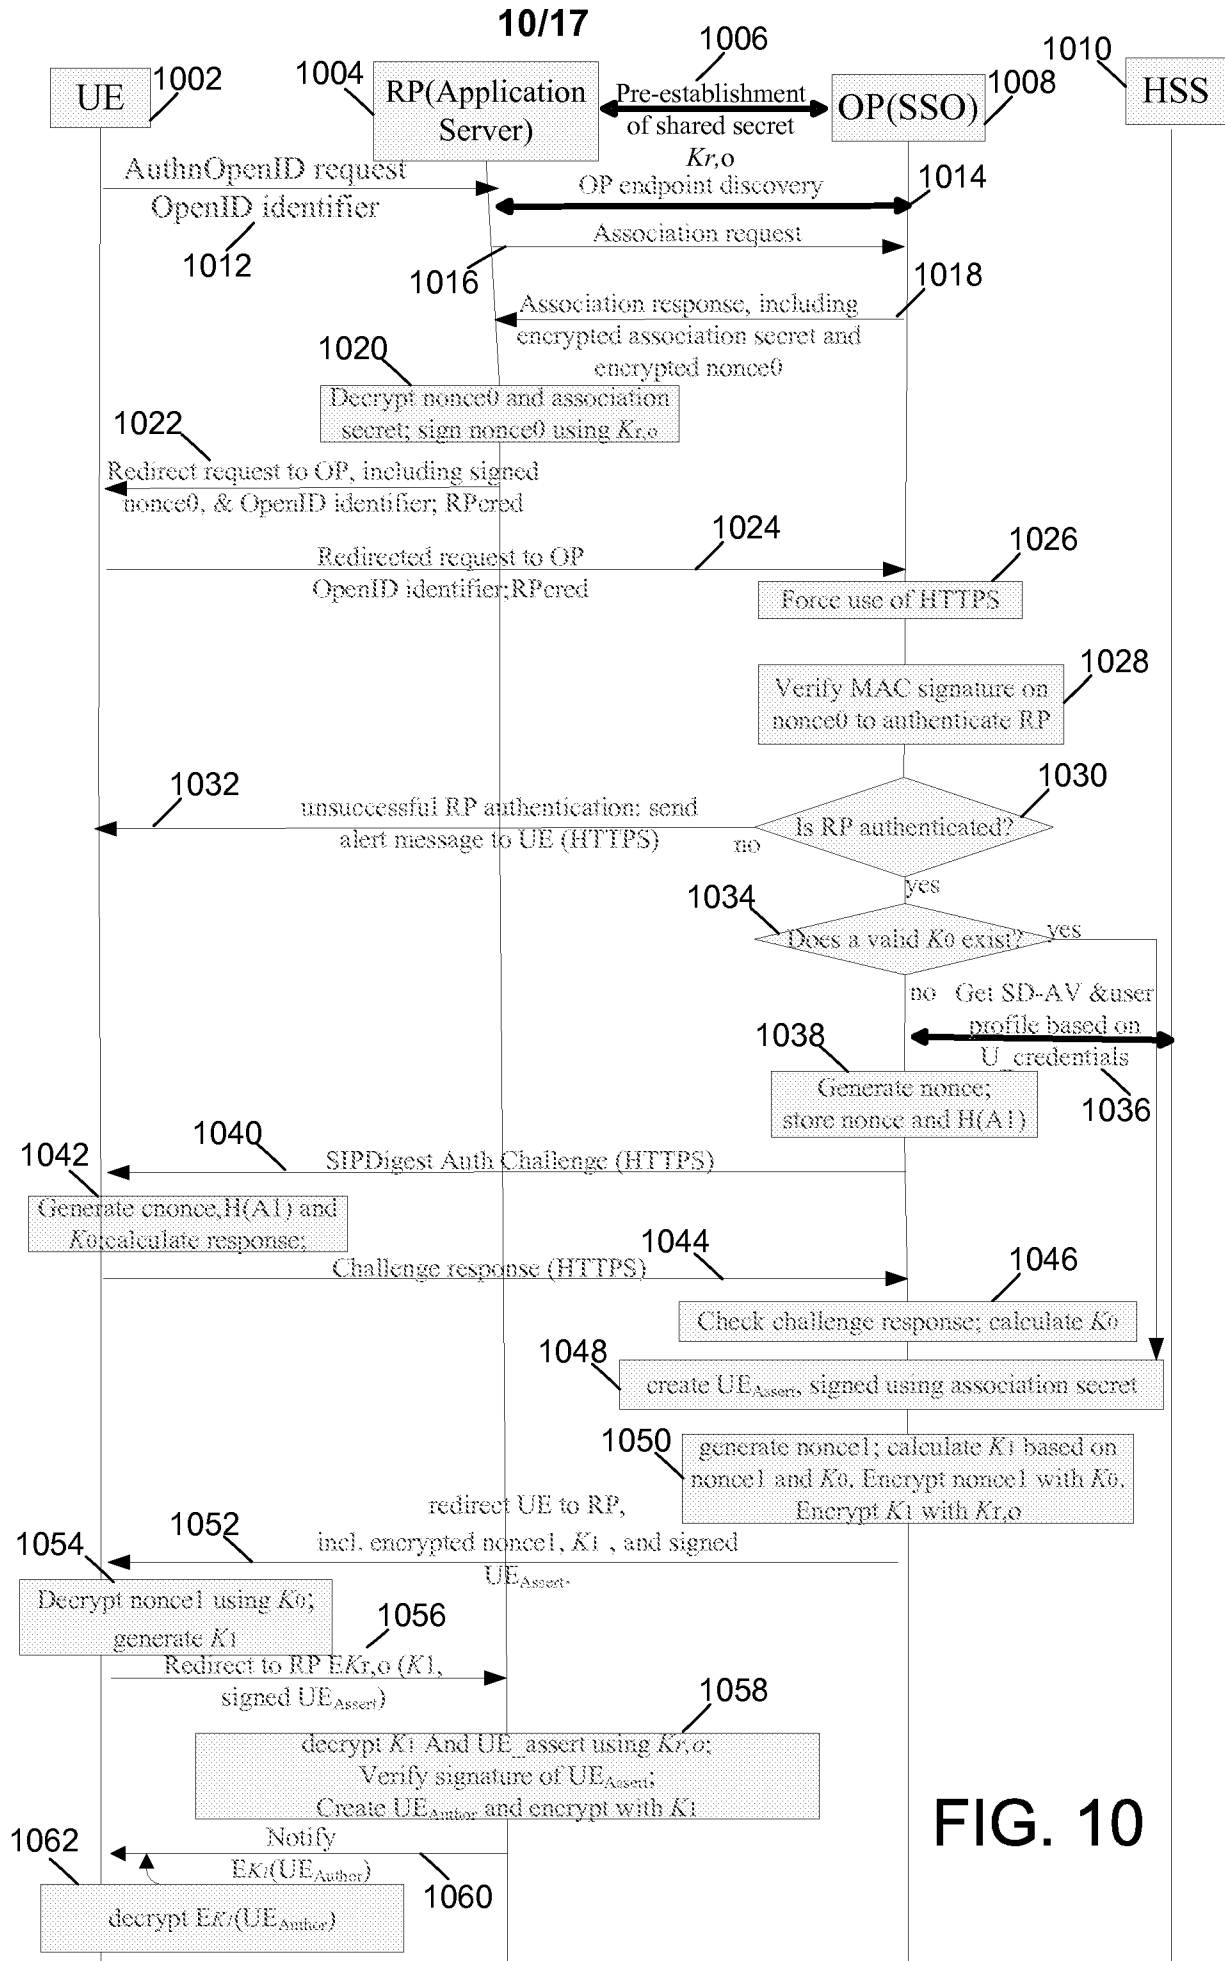 10/17
1002
UE
1004
RP(Application
Server)
1006
Pre-establishment
of shared secret
Kr,o
1008
OP(SSO)
1010
HSS
AuthnOpenID request
OpenID identifier
1012
OP endpoint discovery
1014
Association request
1016
1018
Association response, including
encrypted association secret and
encrypted nonce0
1020
Decrypt nonce0 and association
secret; sign nonce0 using Kr,o
1022
Redirect request to OP, including signed
nonce0, & OpenID identifier; RPcred
1024
Redirected request to OP
OpenID identifier;RPcred
1026
Force use of HTTPS
1028
Verify MAC signature on
nonce0 to authenticate RP
1030
Is RP authenticated?
1032
unsuccessful RP authentication: send
alert message to UE (HTTPS)
no
yes
1034
Does a valid K0 exist?
yes
no
Get SD-AV &user
profile based on
U_credentials
1036
1038
Generate nonce;
store nonce and H(A1)
1040
SIPDigest Auth Challenge (HTTPS)
1042
Generate cnonce,H(A1) and
K0;calculate response;
1044
Challenge response (HTTPS)
1046
Check challenge response; calculate K0
1048
create UEAssert, signed using association secret
1050
generate nonce1; calculate K1 based on
nonce1 and K0. Encrypt nonce1 with K0.
Encrypt K1 with Kr,o
redirect UE to RP,
1052
incl. encrypted nonce1, K1 , and signed
UEAssert.
1054
Decrypt nonce1 using K0;
generate K1
1056
Redirect to RP EKr,o (K1,
signed UEAssert)
1058
decrypt K1 And UE_assert using Kr,o;
Verify signature of UEAssert;
Create UEAuthor and encrypt with K1
1060
Notify
EK1(UEAuthor)
1062
decrypt EK1(UEAuthor)
FIG. 10